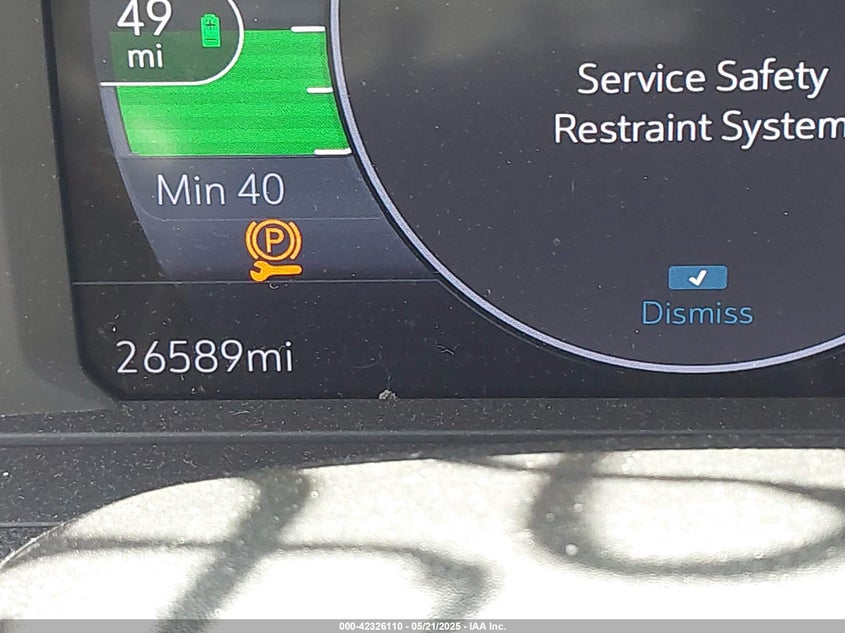 49
mi
Service Safety
Restraint System
Min 40
P
Dismiss
26589mi
000-42326110 - 05/21/2025 - IAA Inc.